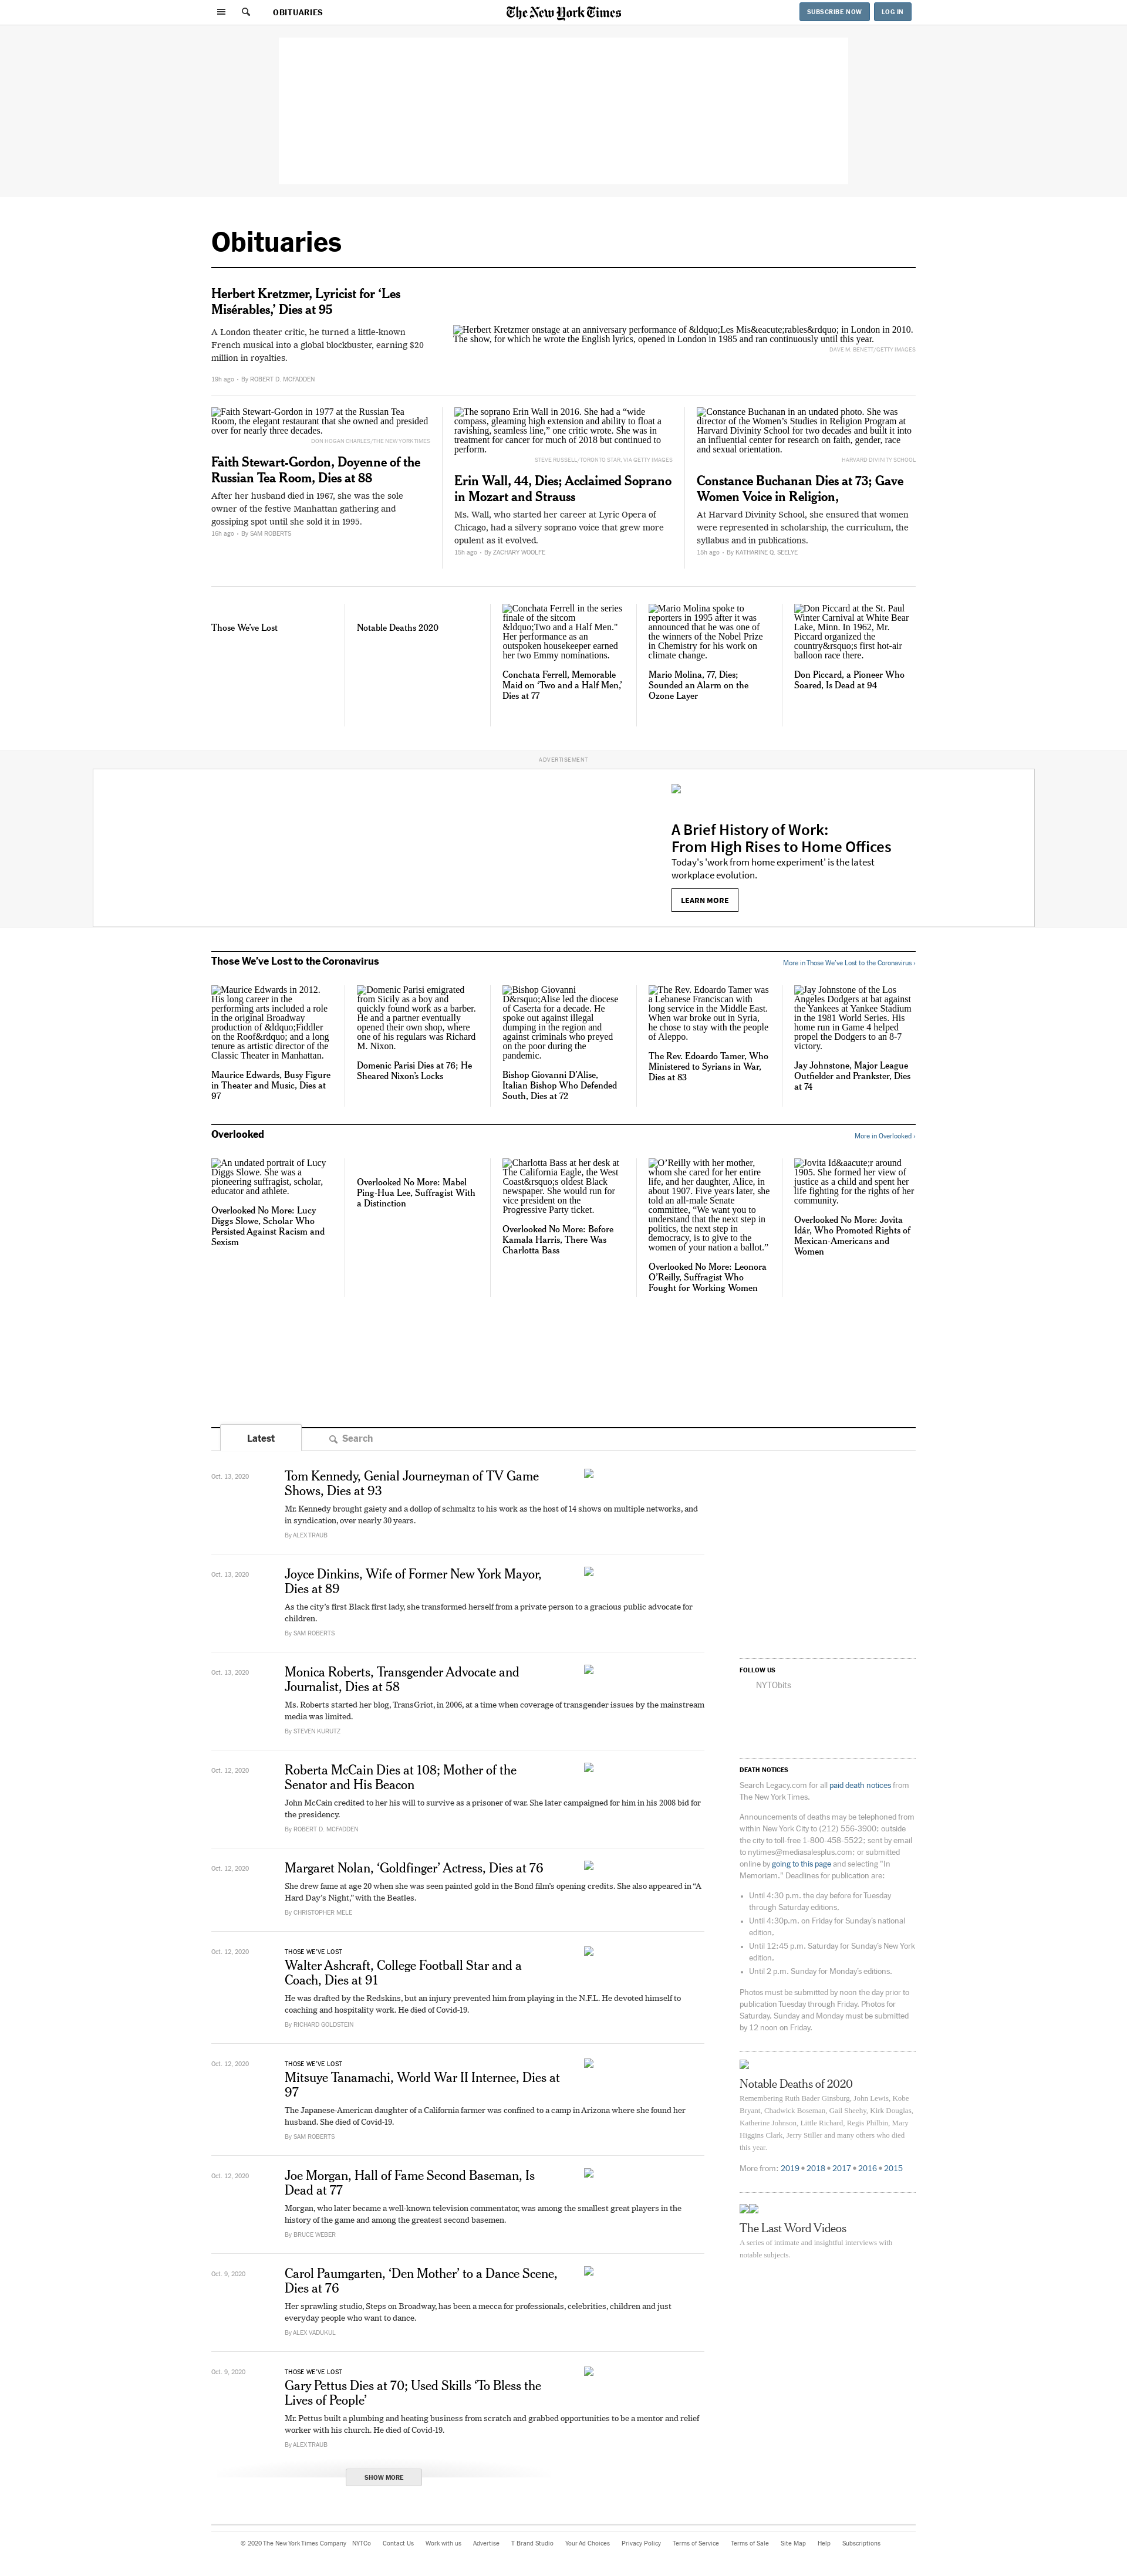 OBITUARIES
The New York Times
SUBSCRIBE NOW
LOG IN
Obituaries
Herbert Kretzmer, Lyricist for ‘Les
Misérables,’ Dies at 95
A London theater critic, he turned a little-known
French musical into a global blockbuster, earning $20
million in royalties.
19h ago · By ROBERT D. MCFADDEN
Herbert Kretzmer onstage at an anniversary performance of &ldquo;Les Mis&eacute;rables&rdquo; in London in 2010.
The show, for which he wrote the English lyrics, opened in London in 1985 and ran continuously until this year.
DAVE M. BENETT/GETTY IMAGES
Faith Stewart-Gordon in 1977 at the Russian Tea
Room, the elegant restaurant that she owned and presided
over for nearly three decades.
DON HOGAN CHARLES/THE NEW YORK TIMES
Faith Stewart-Gordon, Doyenne of the
Russian Tea Room, Dies at 88
After her husband died in 1967, she was the sole
owner of the festive Manhattan gathering and
gossiping spot until she sold it in 1995.
16h ago · By SAM ROBERTS
The soprano Erin Wall in 2016. She had a “wide
compass, gleaming high extension and ability to float a
ravishing, seamless line,” one critic wrote. She was in
treatment for cancer for much of 2018 but continued to
perform.
STEVE RUSSELL/TORONTO STAR, VIA GETTY IMAGES
Erin Wall, 44, Dies; Acclaimed Soprano
in Mozart and Strauss
Ms. Wall, who started her career at Lyric Opera of
Chicago, had a silvery soprano voice that grew more
opulent as it evolved.
15h ago · By ZACHARY WOOLFE
Constance Buchanan in an undated photo. She was
director of the Women’s Studies in Religion Program at
Harvard Divinity School for two decades and built it into
an influential center for research on faith, gender, race
and sexual orientation.
HARVARD DIVINITY SCHOOL
Constance Buchanan Dies at 73; Gave
Women Voice in Religion,
At Harvard Divinity School, she ensured that women
were represented in scholarship, the curriculum, the
syllabus and in publications.
15h ago · By KATHARINE Q. SEELYE
Those We’ve Lost
Notable Deaths 2020
Conchata Ferrell in the series
finale of the sitcom
&ldquo;Two and a Half Men."
Her performance as an
outspoken housekeeper earned
her two Emmy nominations.
Conchata Ferrell, Memorable
Maid on ‘Two and a Half Men,’
Dies at 77
Mario Molina spoke to
reporters in 1995 after it was
announced that he was one of
the winners of the Nobel Prize
in Chemistry for his work on
climate change.
Mario Molina, 77, Dies;
Sounded an Alarm on the
Ozone Layer
Don Piccard at the St. Paul
Winter Carnival at White Bear
Lake, Minn. In 1962, Mr.
Piccard organized the
country&rsquo;s first hot-air
balloon race there.
Don Piccard, a Pioneer Who
Soared, Is Dead at 94
ADVERTISEMENT
A Brief History of Work:
From High Rises to Home Offices
Today's 'work from home experiment' is the latest
workplace evolution.
LEARN MORE
Those We’ve Lost to the Coronavirus
More in Those We’ve Lost to the Coronavirus ›
Maurice Edwards in 2012.
His long career in the
performing arts included a role
in the original Broadway
production of &ldquo;Fiddler
on the Roof&rdquo; and a long
tenure as artistic director of the
Classic Theater in Manhattan.
Maurice Edwards, Busy Figure
in Theater and Music, Dies at
97
Domenic Parisi emigrated
from Sicily as a boy and
quickly found work as a barber.
He and a partner eventually
opened their own shop, where
one of his regulars was Richard
M. Nixon.
Domenic Parisi Dies at 76; He
Sheared Nixon’s Locks
Bishop Giovanni
D&rsquo;Alise led the diocese
of Caserta for a decade. He
spoke out against illegal
dumping in the region and
against criminals who preyed
on the poor during the
pandemic.
Bishop Giovanni D’Alise,
Italian Bishop Who Defended
South, Dies at 72
The Rev. Edoardo Tamer was
a Lebanese Franciscan with
long service in the Middle East.
When war broke out in Syria,
he chose to stay with the people
of Aleppo.
The Rev. Edoardo Tamer, Who
Ministered to Syrians in War,
Dies at 83
Jay Johnstone of the Los
Angeles Dodgers at bat against
the Yankees at Yankee Stadium
in the 1981 World Series. His
home run in Game 4 helped
propel the Dodgers to an 8-7
victory.
Jay Johnstone, Major League
Outfielder and Prankster, Dies
at 74
Overlooked
More in Overlooked ›
An undated portrait of Lucy
Diggs Slowe. She was a
pioneering suffragist, scholar,
educator and athlete.
Overlooked No More: Lucy
Diggs Slowe, Scholar Who
Persisted Against Racism and
Sexism
Overlooked No More: Mabel
Ping-Hua Lee, Suffragist With
a Distinction
Charlotta Bass at her desk at
The California Eagle, the West
Coast&rsquo;s oldest Black
newspaper. She would run for
vice president on the
Progressive Party ticket.
Overlooked No More: Before
Kamala Harris, There Was
Charlotta Bass
O’Reilly with her mother,
whom she cared for her entire
life, and her daughter, Alice, in
about 1907. Five years later, she
told an all-male Senate
committee, “We want you to
understand that the next step in
politics, the next step in
democracy, is to give to the
women of your nation a ballot.”
Overlooked No More: Leonora
O’Reilly, Suffragist Who
Fought for Working Women
Jovita Id&aacute;r around
1905. She formed her view of
justice as a child and spent her
life fighting for the rights of her
community.
Overlooked No More: Jovita
Idár, Who Promoted Rights of
Mexican-Americans and
Women
Latest
Search
Oct. 13, 2020
Tom Kennedy, Genial Journeyman of TV Game
Shows, Dies at 93
Mr. Kennedy brought gaiety and a dollop of schmaltz to his work as the host of 14 shows on multiple networks, and
in syndication, over nearly 30 years.
By ALEX TRAUB
Oct. 13, 2020
Joyce Dinkins, Wife of Former New York Mayor,
Dies at 89
As the city’s first Black first lady, she transformed herself from a private person to a gracious public advocate for
children.
By SAM ROBERTS
Oct. 13, 2020
Monica Roberts, Transgender Advocate and
Journalist, Dies at 58
Ms. Roberts started her blog, TransGriot, in 2006, at a time when coverage of transgender issues by the mainstream
media was limited.
By STEVEN KURUTZ
Oct. 12, 2020
Roberta McCain Dies at 108; Mother of the
Senator and His Beacon
John McCain credited to her his will to survive as a prisoner of war. She later campaigned for him in his 2008 bid for
the presidency.
By ROBERT D. MCFADDEN
Oct. 12, 2020
Margaret Nolan, ‘Goldfinger’ Actress, Dies at 76
She drew fame at age 20 when she was seen painted gold in the Bond film’s opening credits. She also appeared in “A
Hard Day’s Night,” with the Beatles.
By CHRISTOPHER MELE
Oct. 12, 2020
THOSE WE’VE LOST
Walter Ashcraft, College Football Star and a
Coach, Dies at 91
He was drafted by the Redskins, but an injury prevented him from playing in the N.F.L. He devoted himself to
coaching and hospitality work. He died of Covid-19.
By RICHARD GOLDSTEIN
Oct. 12, 2020
THOSE WE’VE LOST
Mitsuye Tanamachi, World War II Internee, Dies at
97
The Japanese-American daughter of a California farmer was confined to a camp in Arizona where she found her
husband. She died of Covid-19.
By SAM ROBERTS
Oct. 12, 2020
Joe Morgan, Hall of Fame Second Baseman, Is
Dead at 77
Morgan, who later became a well-known television commentator, was among the smallest great players in the
history of the game and among the greatest second basemen.
By BRUCE WEBER
Oct. 9, 2020
Carol Paumgarten, ‘Den Mother’ to a Dance Scene,
Dies at 76
Her sprawling studio, Steps on Broadway, has been a mecca for professionals, celebrities, children and just
everyday people who want to dance.
By ALEX VADUKUL
Oct. 9, 2020
THOSE WE’VE LOST
Gary Pettus Dies at 70; Used Skills ‘To Bless the
Lives of People’
Mr. Pettus built a plumbing and heating business from scratch and grabbed opportunities to be a mentor and relief
worker with his church. He died of Covid-19.
By ALEX TRAUB
SHOW MORE
FOLLOW US
NYTObits
DEATH NOTICES
Search Legacy.com for all paid death notices from
The New York Times.
Announcements of deaths may be telephoned from
within New York City to (212) 556-3900; outside
the city to toll-free 1-800-458-5522; sent by email
to nytimes@mediasalesplus.com; or submitted
online by going to this page and selecting "In
Memoriam." Deadlines for publication are:
• Until 4:30 p.m. the day before for Tuesday
through Saturday editions.
• Until 4:30p.m. on Friday for Sunday’s national
edition.
• Until 12:45 p.m. Saturday for Sunday’s New York
edition.
• Until 2 p.m. Sunday for Monday’s editions.
Photos must be submitted by noon the day prior to
publication Tuesday through Friday. Photos for
Saturday, Sunday and Monday must be submitted
by 12 noon on Friday.
Notable Deaths of 2020
Remembering Ruth Bader Ginsburg, John Lewis, Kobe
Bryant, Chadwick Boseman, Gail Sheehy, Kirk Douglas,
Katherine Johnson, Little Richard, Regis Philbin, Mary
Higgins Clark, Jerry Stiller and many others who died
this year.
More from: 2019 • 2018 • 2017 • 2016 • 2015
The Last Word Videos
A series of intimate and insightful interviews with
notable subjects.
© 2020 The New York Times Company NYTCo Contact Us Work with us Advertise T Brand Studio Your Ad Choices Privacy Policy Terms of Service Terms of Sale Site Map Help Subscriptions